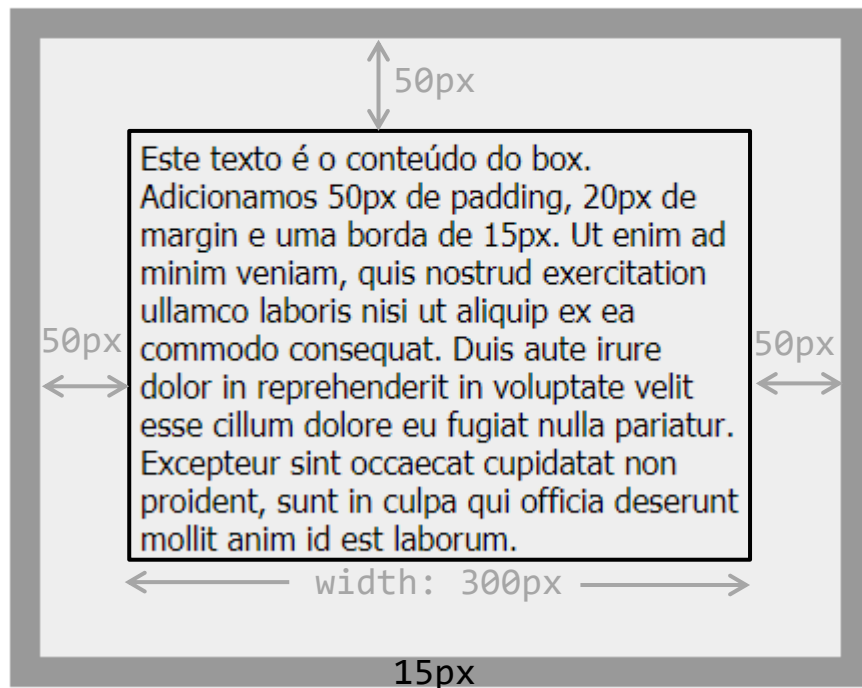 50px
Este texto é o conteúdo do box.
Adicionamos 50px de padding, 20px de
margin e uma borda de 15px. Ut enim ad
minim veniam, quis nostrud exercitation
ullamco laboris nisi ut aliquip ex ea
commodo consequat. Duis aute irure
dolor in reprehenderit in voluptate velit
esse cillum dolore eu fugiat nulla pariatur.
Excepteur sint occaecat cupidatat non
proident, sunt in culpa qui officia deserunt
mollit anim id est laborum.
50px
50px
width: 300px
15px